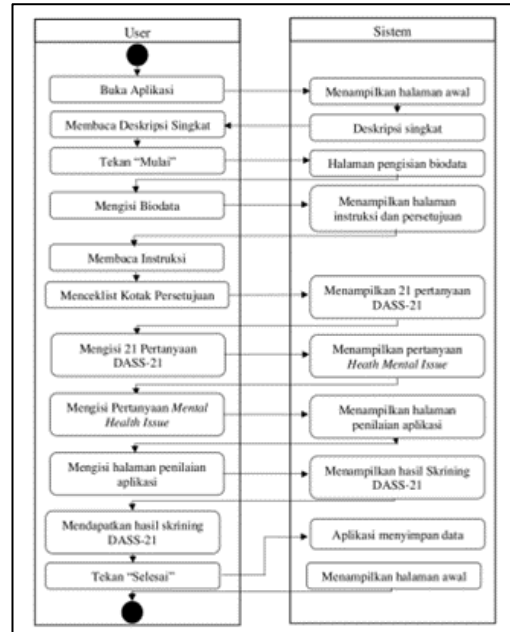 User
Sistem
Buka Aplikasi
Menampilkan halaman awal
Membaca Deskripsi Singkat
Deskripsi singkat
Tekan “Mulai”
Halaman pengisian biodata
Mengisi Biodata
Menampilkan halaman
instruksi dan persetujuan
Membaca Instruksi
Menceklist Kotak Persetujuan
Menampilkan 21 pertanyaan
DASS-21
Mengisi 21 Pertanyaan
DASS-21
Menampilkan pertanyaan
Heath Mental Issue
Mengisi Pertanyaan Mental
Health Issue
Menampilkan halaman
penilaian aplikasi
Mengisi halaman penilaian
aplikasi
Menampilkan hasil Skrining
DASS-21
Mendapatkan hasil skrining
DASS-21
Aplikasi menyimpan data
Tekan “Selesai”
Menampilkan halaman awal